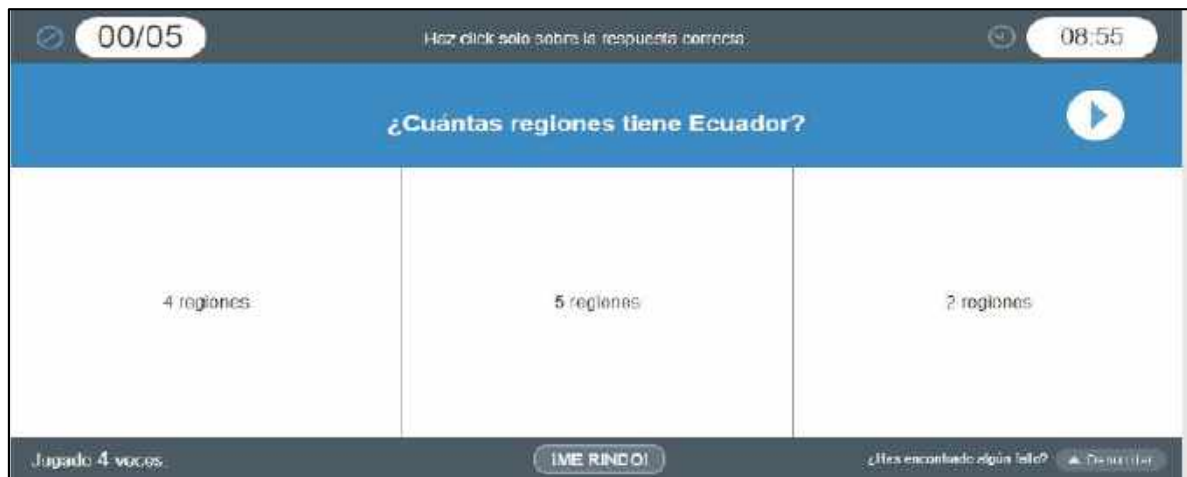 00/05
Haz click solo sobre la respuesta correcta
08:55
¿Cuántas regiones tiene Ecuador?
4 regiones
5 regiones
2 regiones
Jugado 4 veces
¡ME RINDO!
¿Has encontrado algún fallo?
Denunciar